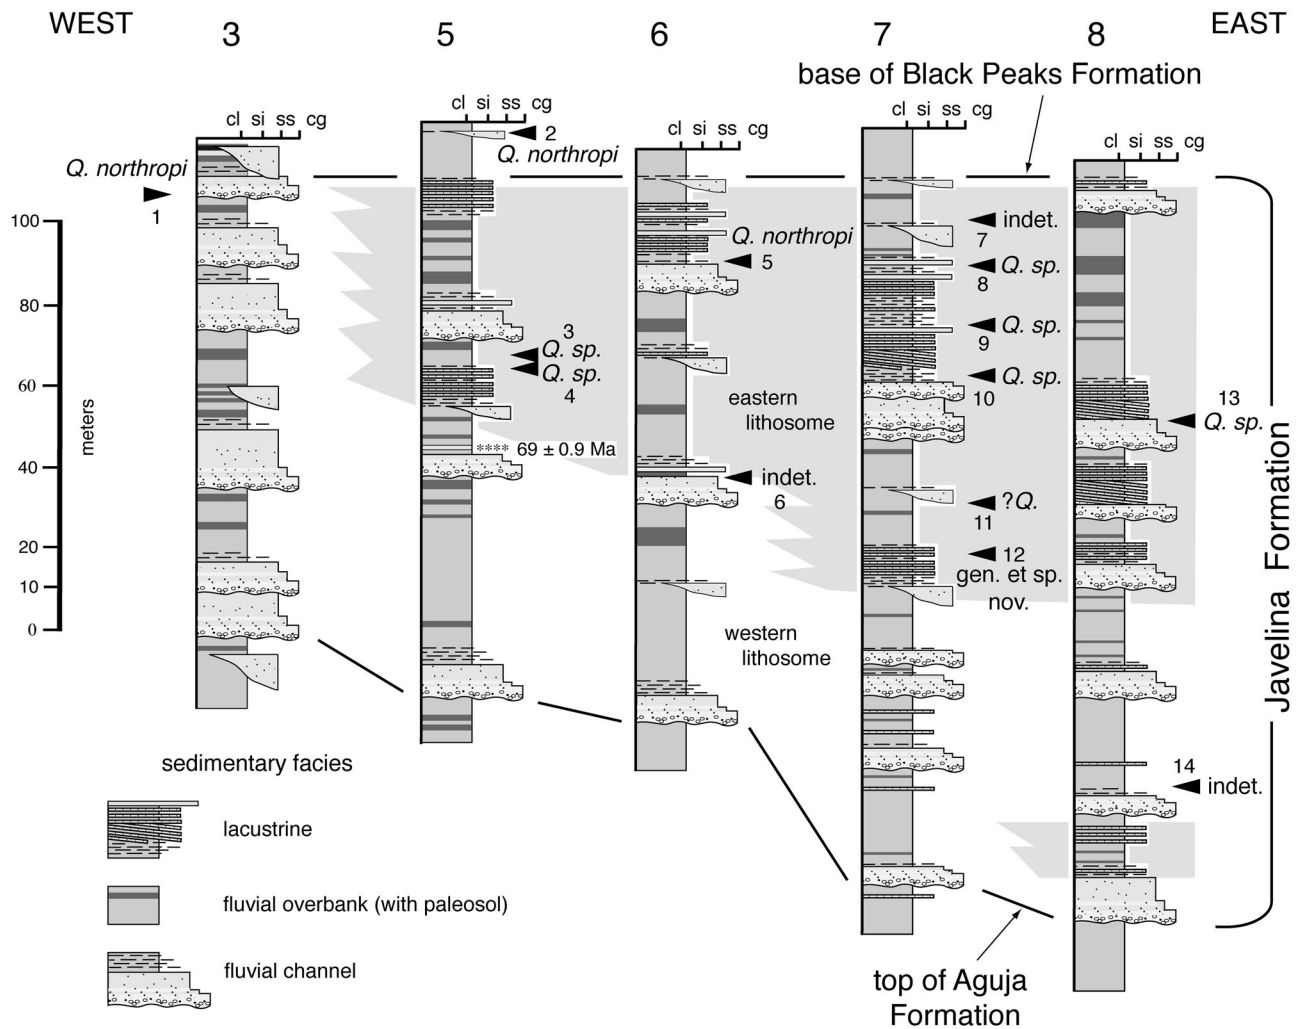 WEST
3
5
6
7
8
EAST
base of Black Peaks Formation
cl si ss cg
cl si ss cg
cl si ss cg
cl si ss cg
cl si ss cg
Q. northropi
1
2
Q. northropi
Q. northropi
5
indet.
7
Q. sp.
8
Q. sp.
9
Q. sp.
10
3
Q. sp.
Q. sp.
4
13
Q. sp.
100
80
60
40
20
10
0
meters
eastern
lithosome
**** 69 ± 0.9 Ma
indet.
6
?Q.
11
12
gen. et sp.
nov.
western
lithosome
14
indet.
Javelina Formation
top of Aguja
Formation
sedimentary facies
lacustrine
fluvial overbank (with paleosol)
fluvial channel